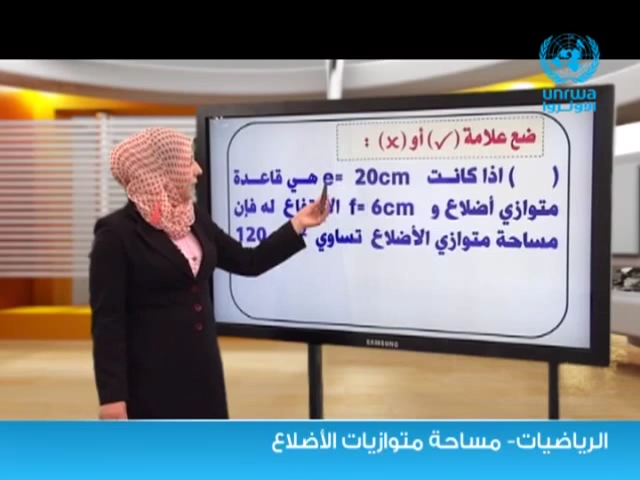 unrwa
الأونروا
ضع علامة (✓) أو (x) :
( ) اذا كانت e= 20cm هي قاعدة
متوازي أضلاع و f= 6cm له فإن
مساحة متوازي الأضلاع تساوي 120
SAMSUNG
الرياضيات- مساحة متوازيات الأضلاع